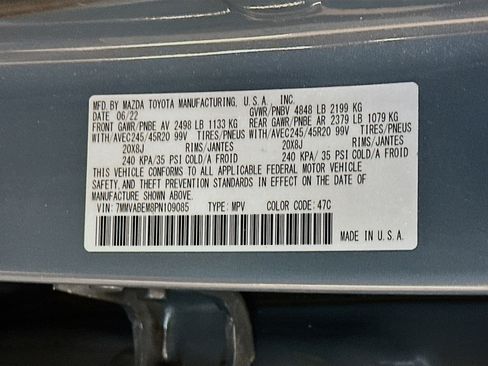 MFD. BY MAZDA TOYOTA MANUFACTURING, U.S.A. INC.
DATE 06/22 GVWR/PNBV 4848 LB 2199 KG
FRONT GAWR/PNBE AV 2498 LB 1133 KG REAR GAWR/PNBE AR 2379 LB 1079 KG
WITH/AVEC245/45R20 99V TIRES/PNEUS WITH/AVEC245/45R20 99V TIRES/PNEUS
20X8J RIMS/JANTES 20X8J RIMS/JANTES
240 KPA/ 35 PSI COLD/A FROID 240 KPA/ 35 PSI COLD/A FROID
THIS VEHICLE CONFORMS TO ALL APPLICABLE FEDERAL MOTOR VEHICLE
SAFETY, AND THEFT PREVENTION STANDARDS IN EFFECT ON THE DATE OF
MANUFACTURE SHOWN ABOVE.
VIN: 7MMVABEM8PN109085 TYPE: MPV COLOR CODE: 47C
MADE IN U.S.A.